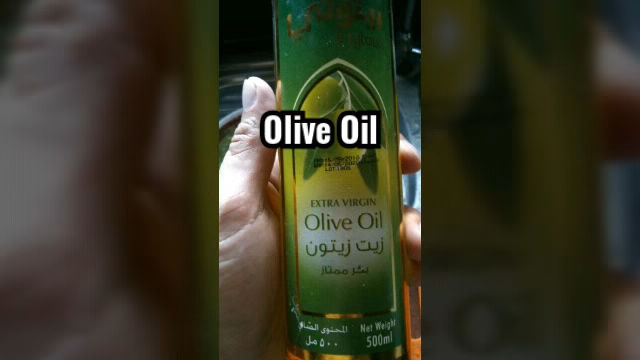 Olive Oil
EXTRA VIRGIN
Olive Oil
زيت زيتون
بكر ممتاز
المحتوى الصافي
٥٠٠ مل
Net Weight
500ml